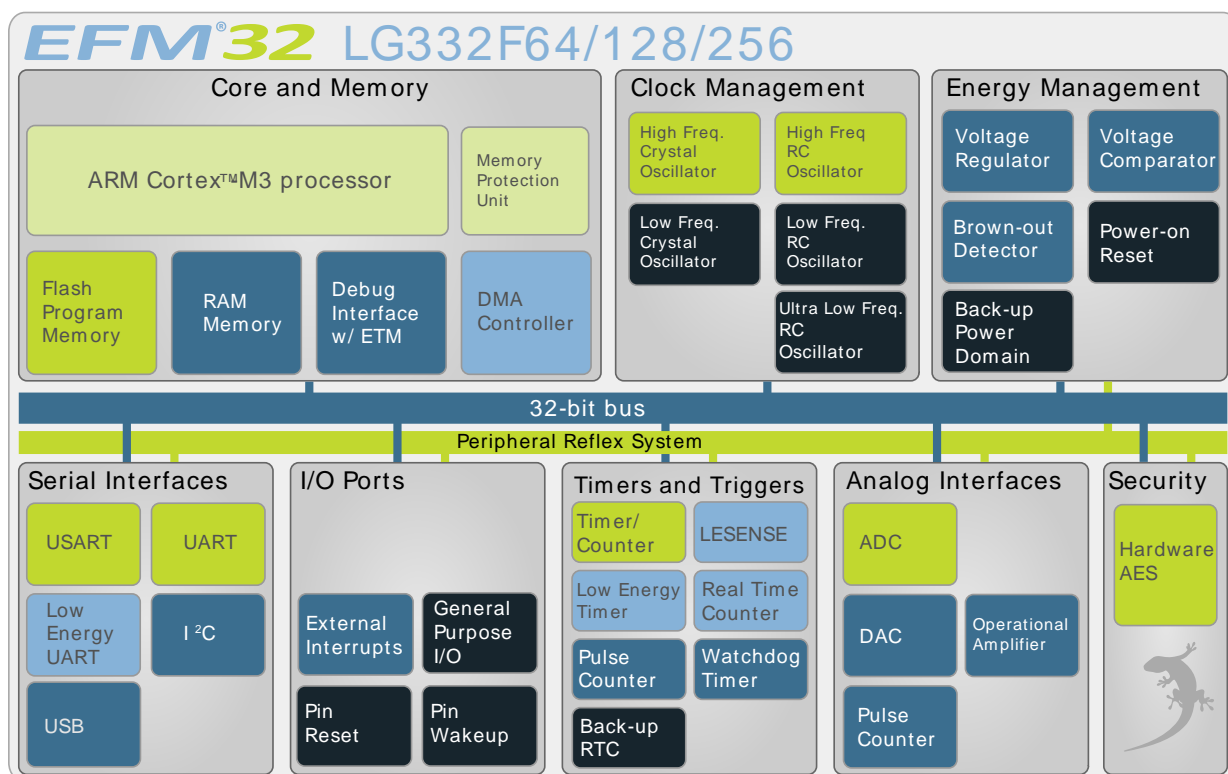 EFM®32 LG332F64/128/256
Core and Memory
ARM Cortex™M3 processor
Memory
Protection
Unit
Flash
Program
Memory
RAM
Memory
Debug
Interface
w/ ETM
DMA
Controller
Clock Management
High Freq.
Crystal
Oscillator
High Freq
RC
Oscillator
Low Freq.
Crystal
Oscillator
Low Freq.
RC
Oscillator
Ultra Low Freq.
RC
Oscillator
Energy Management
Voltage
Regulator
Voltage
Comparator
Brown-out
Detector
Power-on
Reset
Back-up
Power
Domain
32-bit bus
Peripheral Reflex System
Serial Interfaces
USART
UART
Low
Energy
UART
I²C
USB
I/O Ports
External
Interrupts
General
Purpose
I/O
Pin
Reset
Pin
Wakeup
Timers and Triggers
Timer/
Counter
LESENSE
Low Energy
Timer
Real Time
Counter
Pulse
Counter
Watchdog
Timer
Back-up
RTC
Analog Interfaces
ADC
DAC
Operational
Amplifier
Pulse
Counter
Security
Hardware
AES